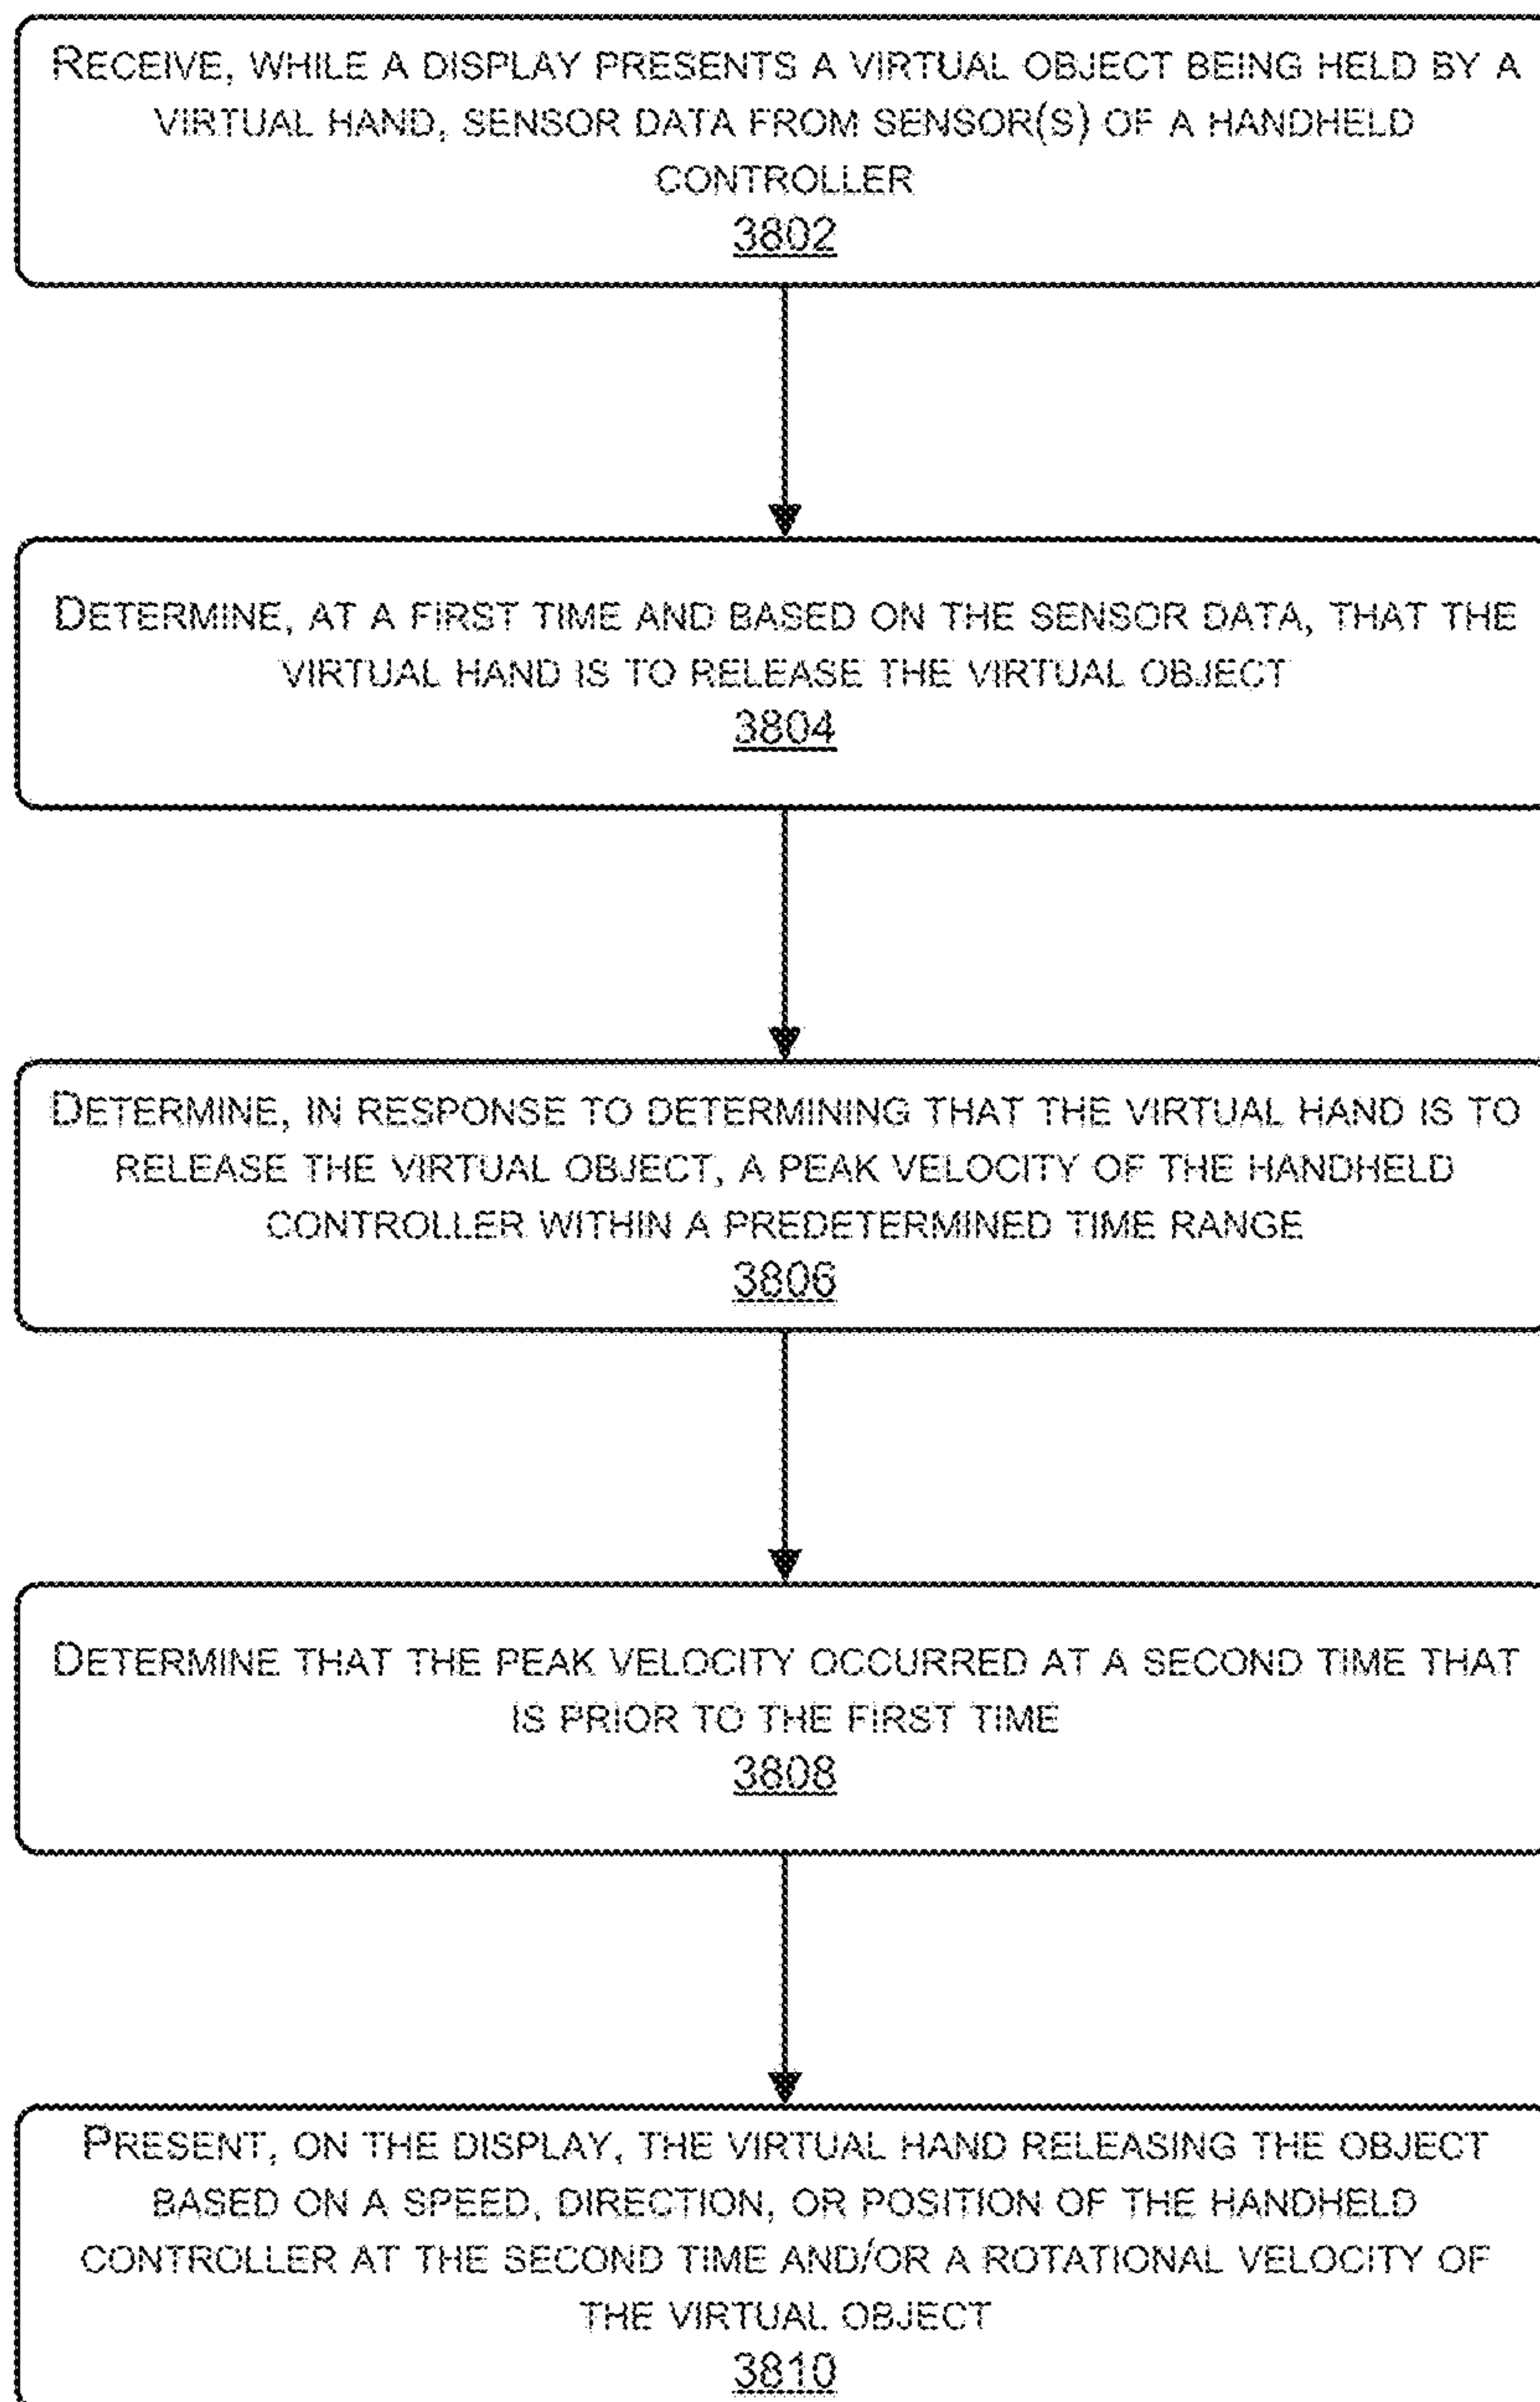 RECEIVE, WHILE A DISPLAY PRESENTS A VIRTUAL OBJECT BEING HELD BY A
VIRTUAL HAND, SENSOR DATA FROM SENSOR(S) OF A HANDHELD
CONTROLLER
3802
DETERMINE, AT A FIRST TIME AND BASED ON THE SENSOR DATA, THAT THE
VIRTUAL HAND IS TO RELEASE THE VIRTUAL OBJECT
3804
DETERMINE, IN RESPONSE TO DETERMINING THAT THE VIRTUAL HAND IS TO
RELEASE THE VIRTUAL OBJECT, A PEAK VELOCITY OF THE HANDHELD
CONTROLLER WITHIN A PREDETERMINED TIME RANGE
3806
DETERMINE THAT THE PEAK VELOCITY OCCURRED AT A SECOND TIME THAT
IS PRIOR TO THE FIRST TIME
3808
PRESENT, ON THE DISPLAY, THE VIRTUAL HAND RELEASING THE OBJECT
BASED ON A SPEED, DIRECTION, OR POSITION OF THE HANDHELD
CONTROLLER AT THE SECOND TIME AND/OR A ROTATIONAL VELOCITY OF
THE VIRTUAL OBJECT
3810